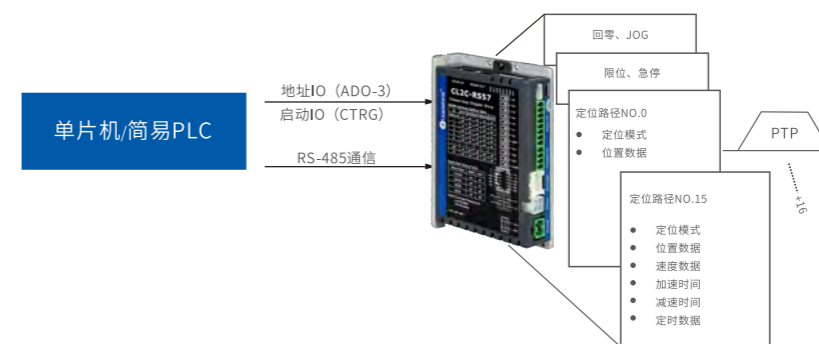 单片机/简易PLC
地址IO（ADO-3）
启动IO（CTRG）
RS-485通信
CL2C-RS57
回零、JOG
限位、急停
定位路径NO.0
● 定位模式
● 位置数据
定位路径NO.15
● 定位模式
● 位置数据
● 速度数据
● 加速时间
● 减速时间
● 定时数据
PTP
+16